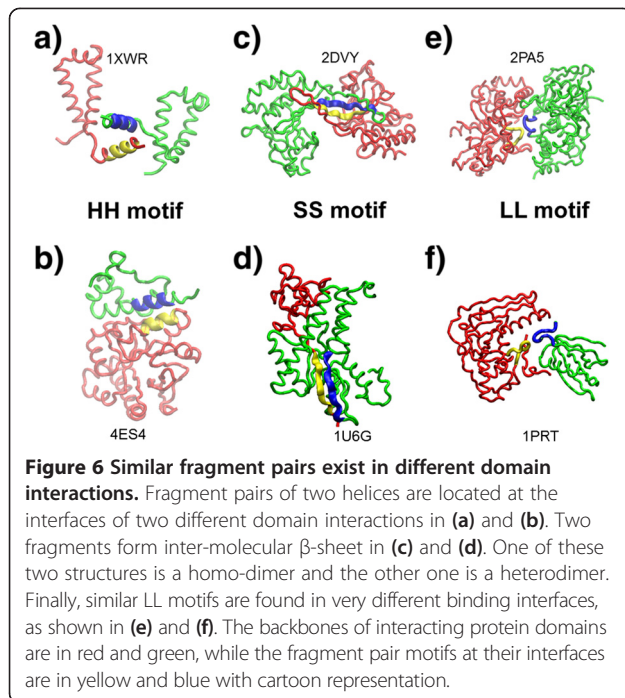 a)
1XWR
c)
2DVY
e)
2PA5
HH motif
SS motif
LL motif
b)
4ES4
d)
1U6G
f)
1PRT
Figure 6 Similar fragment pairs exist in different domain
interactions. Fragment pairs of two helices are located at the
interfaces of two different domain interactions in (a) and (b). Two
fragments form inter-molecular β-sheet in (c) and (d). One of these
two structures is a homo-dimer and the other one is a heterodimer.
Finally, similar LL motifs are found in very different binding interfaces,
as shown in (e) and (f). The backbones of interacting protein domains
are in red and green, while the fragment pair motifs at their interfaces
are in yellow and blue with cartoon representation.